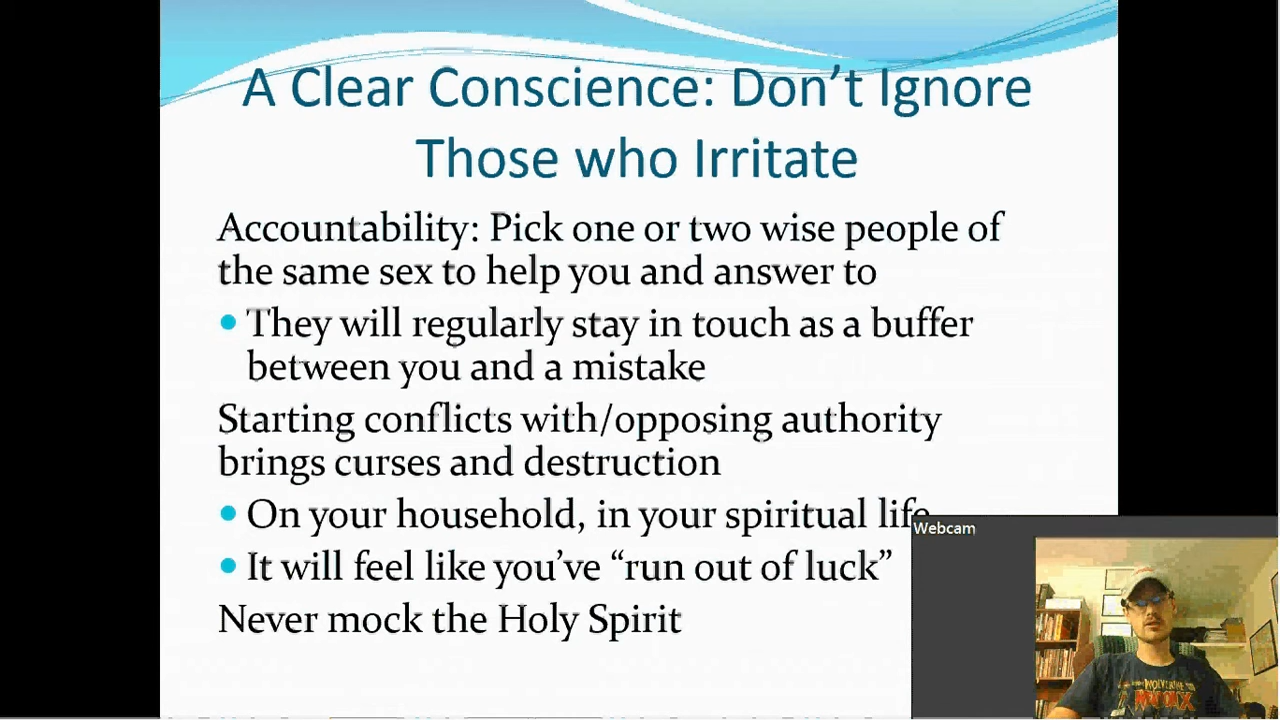 A Clear Conscience: Don’t Ignore
Those who Irritate
Accountability: Pick one or two wise people of
the same sex to help you and answer to
• They will regularly stay in touch as a buffer
between you and a mistake
Starting conflicts with/opposing authority
brings curses and destruction
• On your household, in your spiritual life
• It will feel like you’ve “run out of luck”
Never mock the Holy Spirit
Webcam